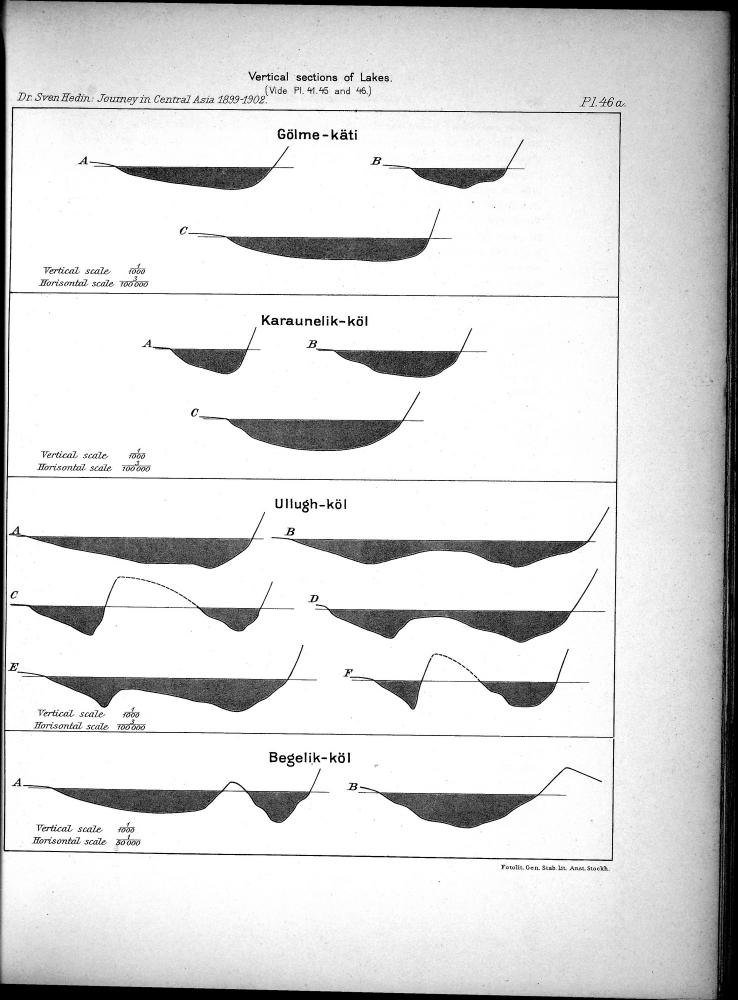 Vertical sections of Lakes.
(Vide Pl. 41.45 and 46.)
Dr. Sven Hedin: Journey in Central Asia 1899-1902.
Pl. 46 a.
Gölme-käti
A
B
C
Vertical scale 1/1000
Horisontal scale 3/100'000
Karaunelik-köl
A
B
C
Vertical scale 1/1000
Horisontal scale 3/100'000
Ullugh-köl
A
B
C
D
E
F
Vertical scale 1/1000
Horisontal scale 3/100'000
Begelik-köl
A
B
Vertical scale 1/1000
Horisontal scale 1/50'000
Fotolit. Gen. Stab. Lit. Anst. Stockh.